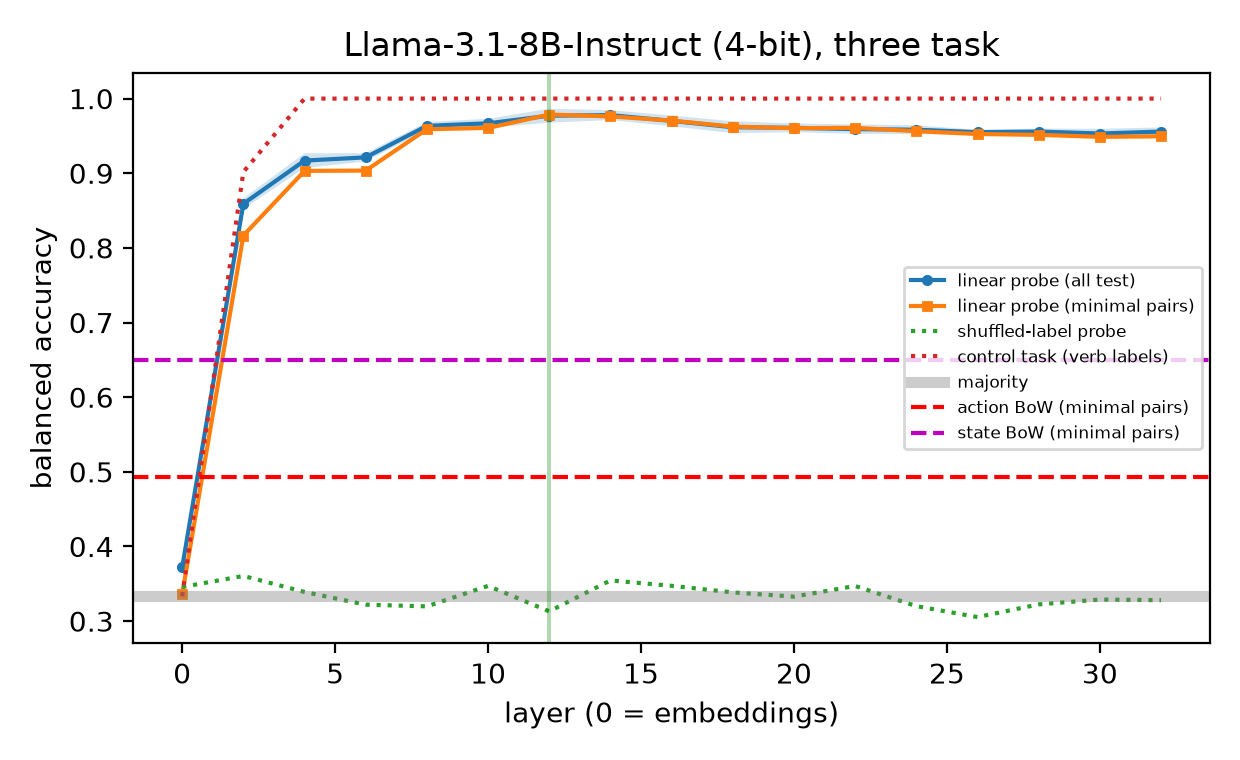 Llama-3.1-8B-Instruct (4-bit), three task
balanced accuracy
1.0
0.9
0.8
0.7
0.6
0.5
0.4
0.3
linear probe (all test)
linear probe (minimal pairs)
shuffled-label probe
control task (verb labels)
majority
action BoW (minimal pairs)
state BoW (minimal pairs)
0 5 10 15 20 25 30
layer (0 = embeddings)